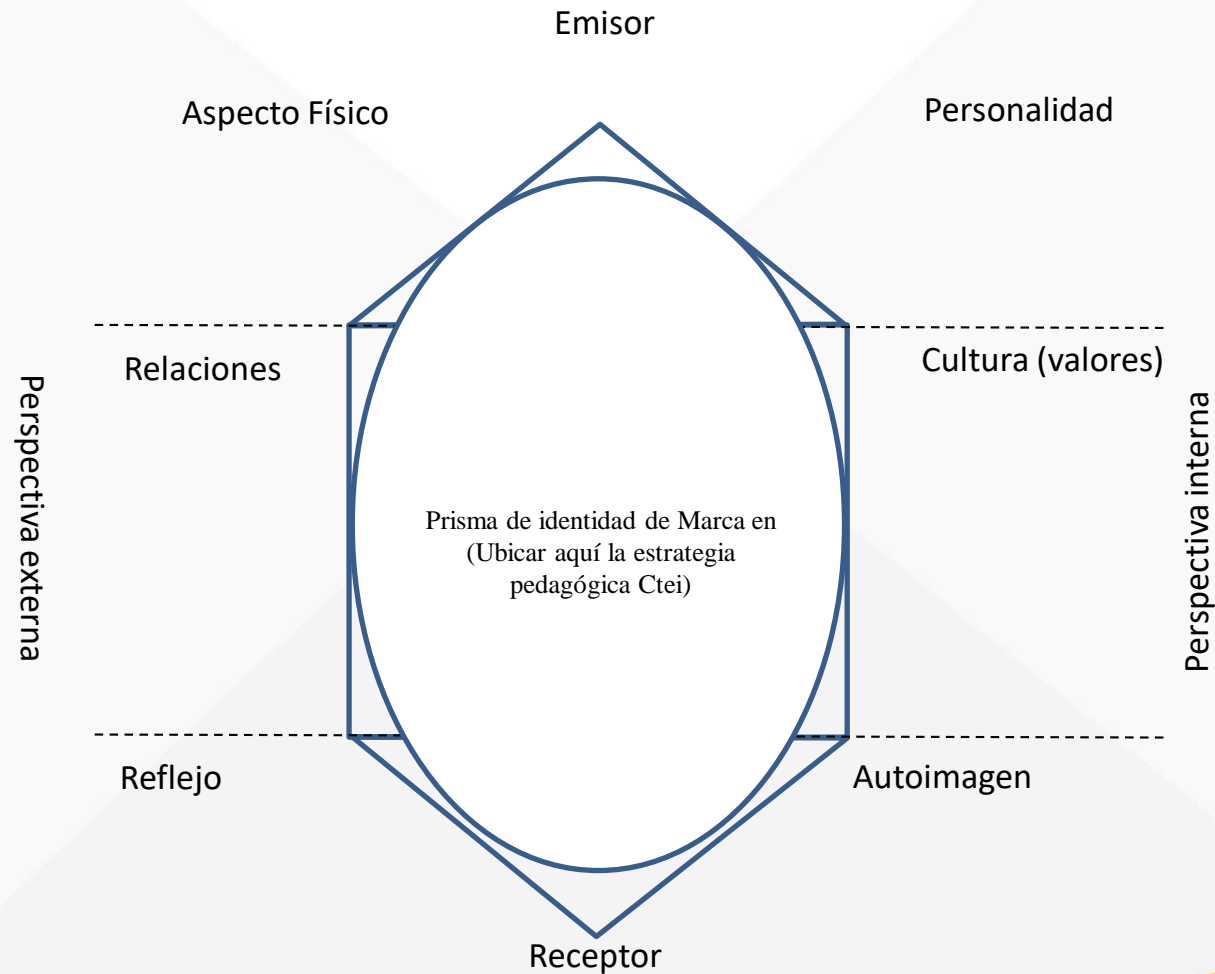 Emisor
Aspecto Físico
Personalidad
Relaciones
Cultura (valores)
Perspectiva externa
Prisma de identidad de Marca en
(Ubicar aquí la estrategia
pedagógica Ctei)
Perspectiva interna
Reflejo
Autoimagen
Receptor